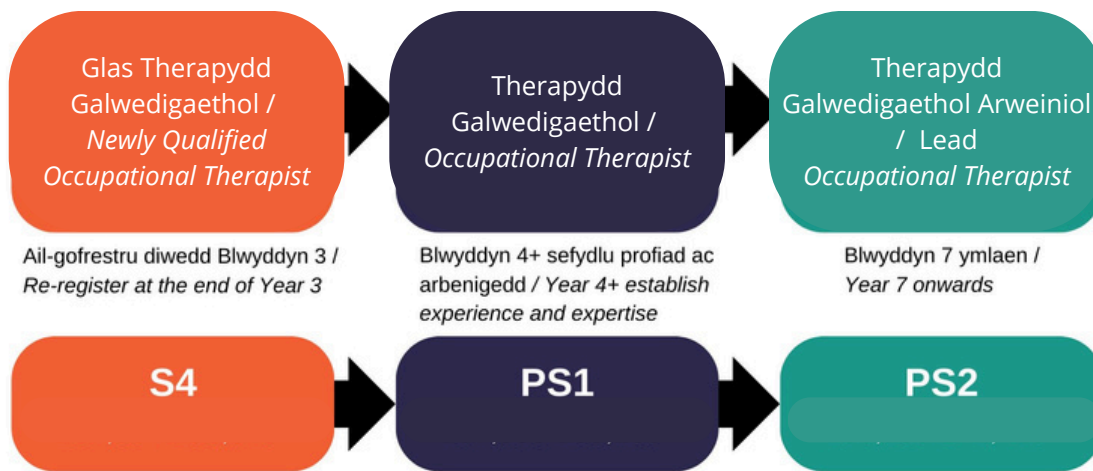 Glas Therapydd
Galwedigaethol /
Newly Qualified
Occupational Therapist
Therapydd
Galwedigaethol /
Occupational Therapist
Therapydd
Galwedigaethol Arweiniol
/ Lead
Occupational Therapist
Ail-gofrestru diwedd Blwyddyn 3 /
Re-register at the end of Year 3
Blwyddyn 4+ sefydlu profiad ac
arbenigedd / Year 4+ establish
experience and expertise
Blwyddyn 7 ymlaen /
Year 7 onwards
S4
PS1
PS2